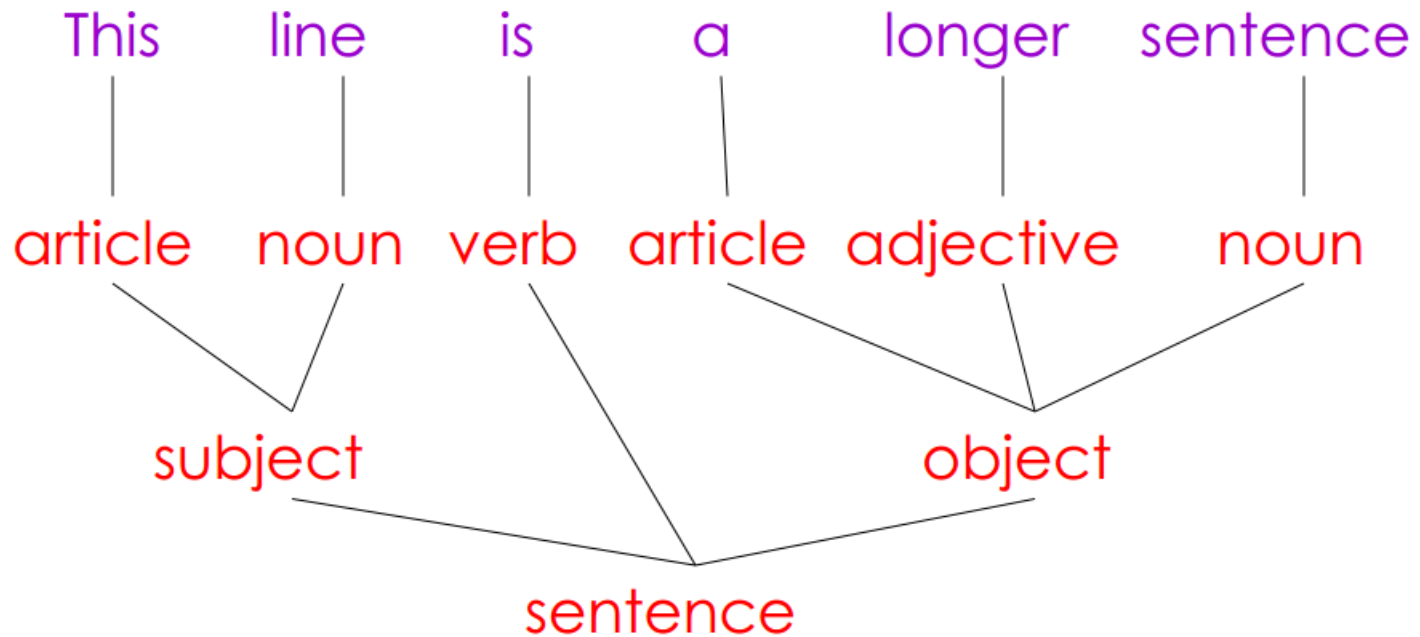 This line is a longer sentence
article noun verb article adjective noun
subject object
sentence